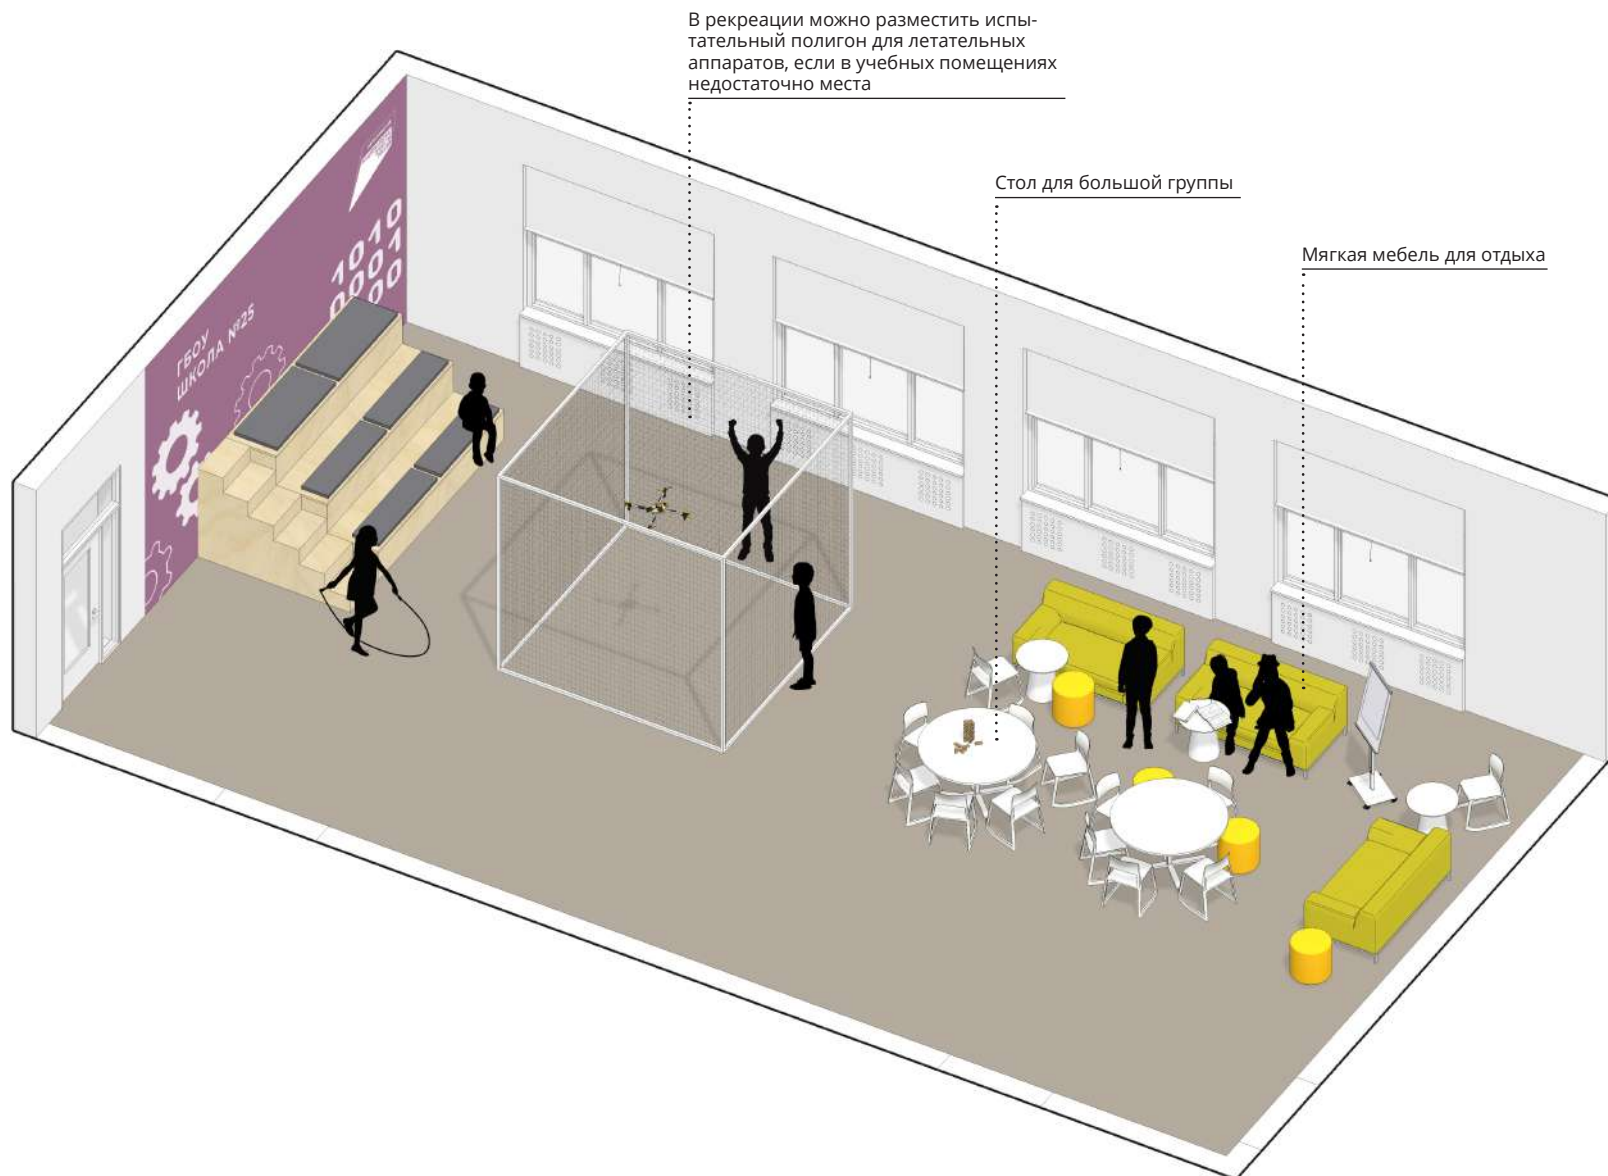 В рекреации можно разместить испы-
тательный полигон для летательных
аппаратов, если в учебных помещениях
недостаточно места
Стол для большой группы
Мягкая мебель для отдыха
1010
0001
000
ГБОУ
ШКОЛА №25